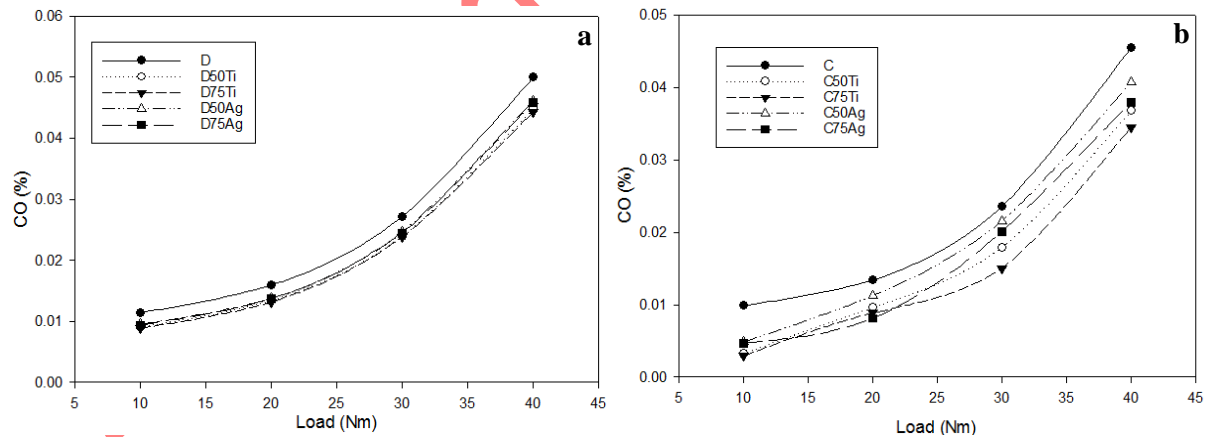 a
D
D50Ti
D75Ti
D50Ag
D75Ag
CO (%)
0.06
0.05
0.04
0.03
0.02
0.01
0.00
5 10 15 20 25 30 35 40 45
Load (Nm)
b
C
C50Ti
C75Ti
C50Ag
C75Ag
CO (%)
0.05
0.04
0.03
0.02
0.01
0.00
5 10 15 20 25 30 35 40 45
Load (Nm)